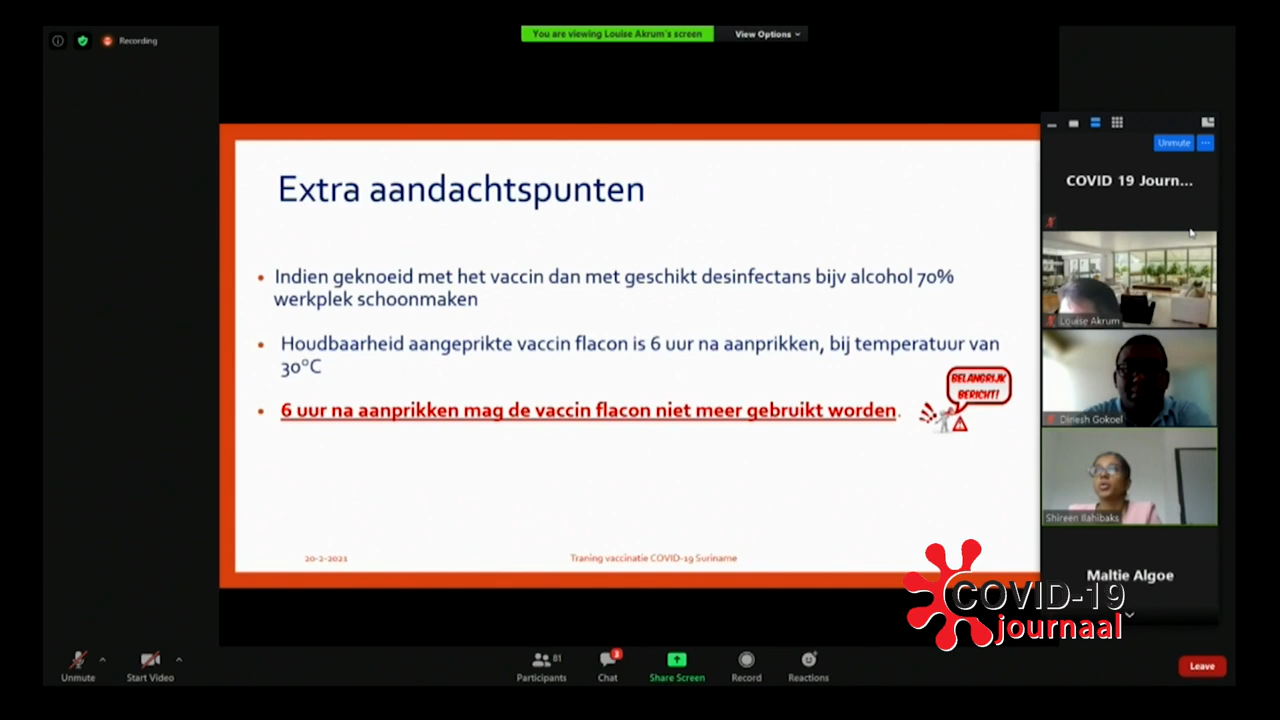 Recording
You are viewing Louise Akrum's screen
View Options
Unmute
COVID 19 Journ...
Extra aandachtspunten
Indien geknoeid met het vaccin dan met geschikt desinfectans bijv alcohol 70%
werkplek schoonmaken
Houdbaarheid aangeprikte vaccin flacon is 6 uur na aanprikken, bij temperatuur van
30°C
BELANGRIJK
BERICHT!
6 uur na aanprikken mag de vaccin flacon niet meer gebruikt worden.
20-2-2021
Traning vaccinatie COVID-19 Suriname
Louise Akrum
Dinesh Gokoel
Shireen Ilahibaks
Maltie Algoe
COVID-19
journaal
Unmute
Start Video
Participants
81
Chat
3
Share Screen
Record
Reactions
Leave